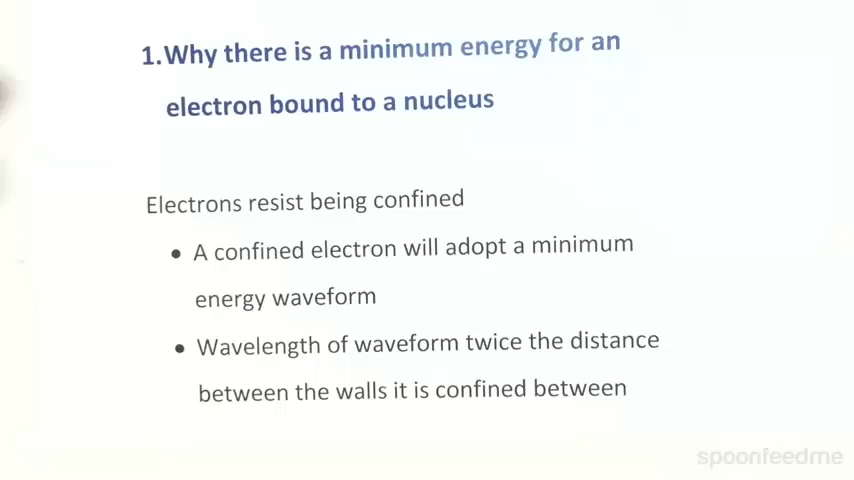 1.Why there is a minimum energy for an
electron bound to a nucleus
Electrons resist being confined
• A confined electron will adopt a minimum
energy waveform
• Wavelength of waveform twice the distance
between the walls it is confined between
spoonfeedme